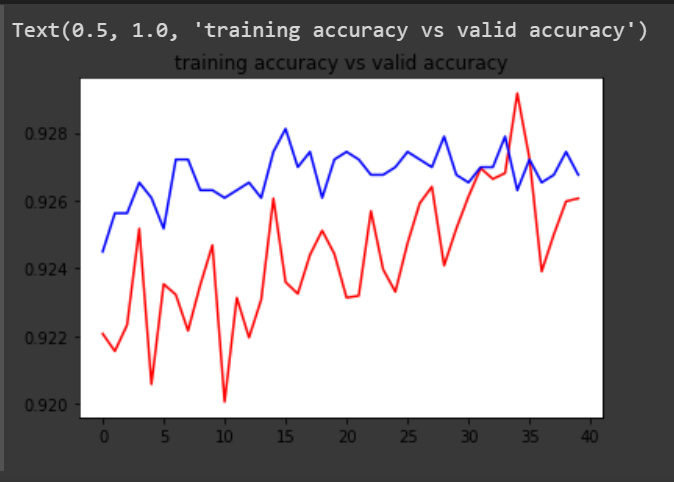 Text(0.5, 1.0, 'training accuracy vs valid accuracy')
training accuracy vs valid accuracy
0.928
0.926
0.924
0.922
0.920
0 5 10 15 20 25 30 35 40